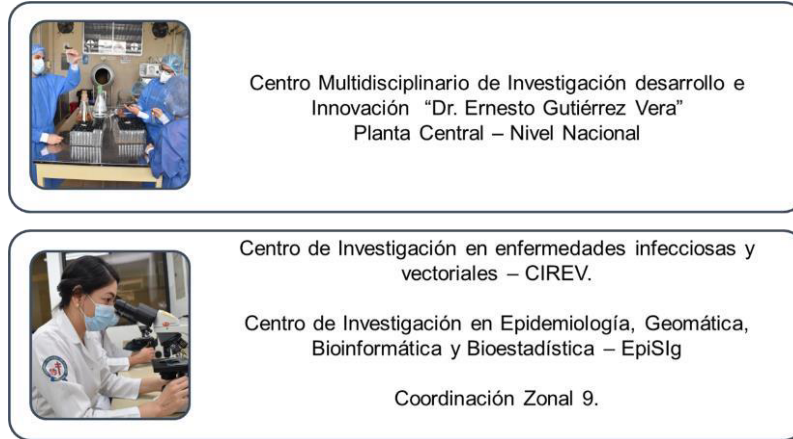 Centro Multidisciplinario de Investigación desarrollo e
Innovación “Dr. Ernesto Gutiérrez Vera”
Planta Central – Nivel Nacional
Centro de Investigación en enfermedades infecciosas y
vectoriales – CIREV.
Centro de Investigación en Epidemiología, Geomática,
Bioinformática y Bioestadística – EpiSIg
Coordinación Zonal 9.